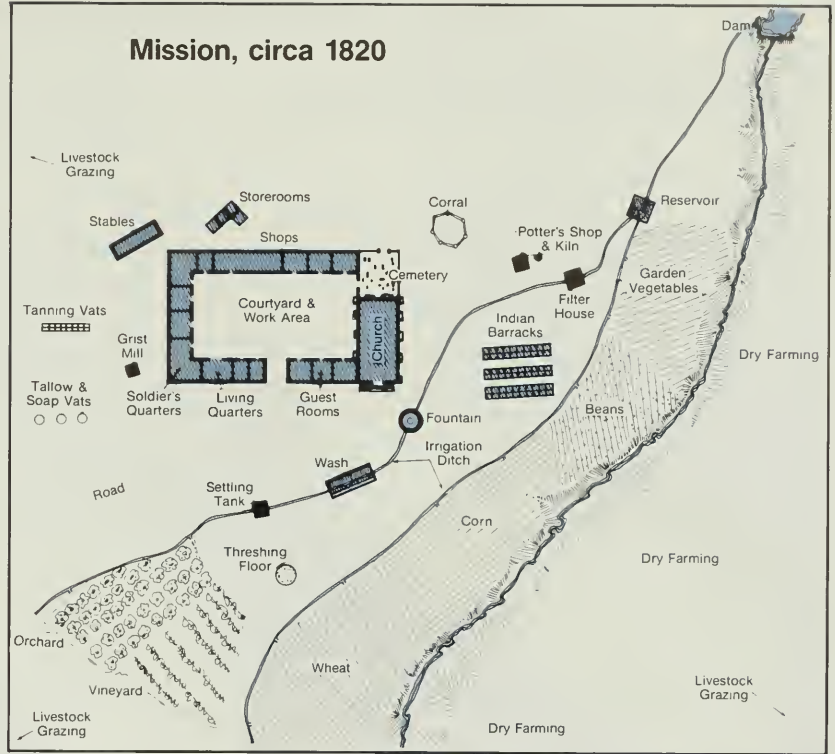 Mission, circa 1820
Dam
Livestock
Grazing
Storerooms
Stables
Shops
Corral
Reservoir
Potter's Shop
& Kiln
Cemetery
Garden
Vegetables
Filter
House
Courtyard &
Work Area
Church
Tanning Vats
Grist
Mill
Indian
Barracks
Dry Farming
Tallow &
Soap Vats
Soldier's
Quarters
Living
Quarters
Guest
Rooms
Beans
Fountain
Irrigation
Ditch
Wash
Road
Settling
Tank
Corn
Threshing
Floor
Dry Farming
Orchard
Wheat
Vineyard
Livestock
Grazing
Livestock
Grazing
Dry Farming